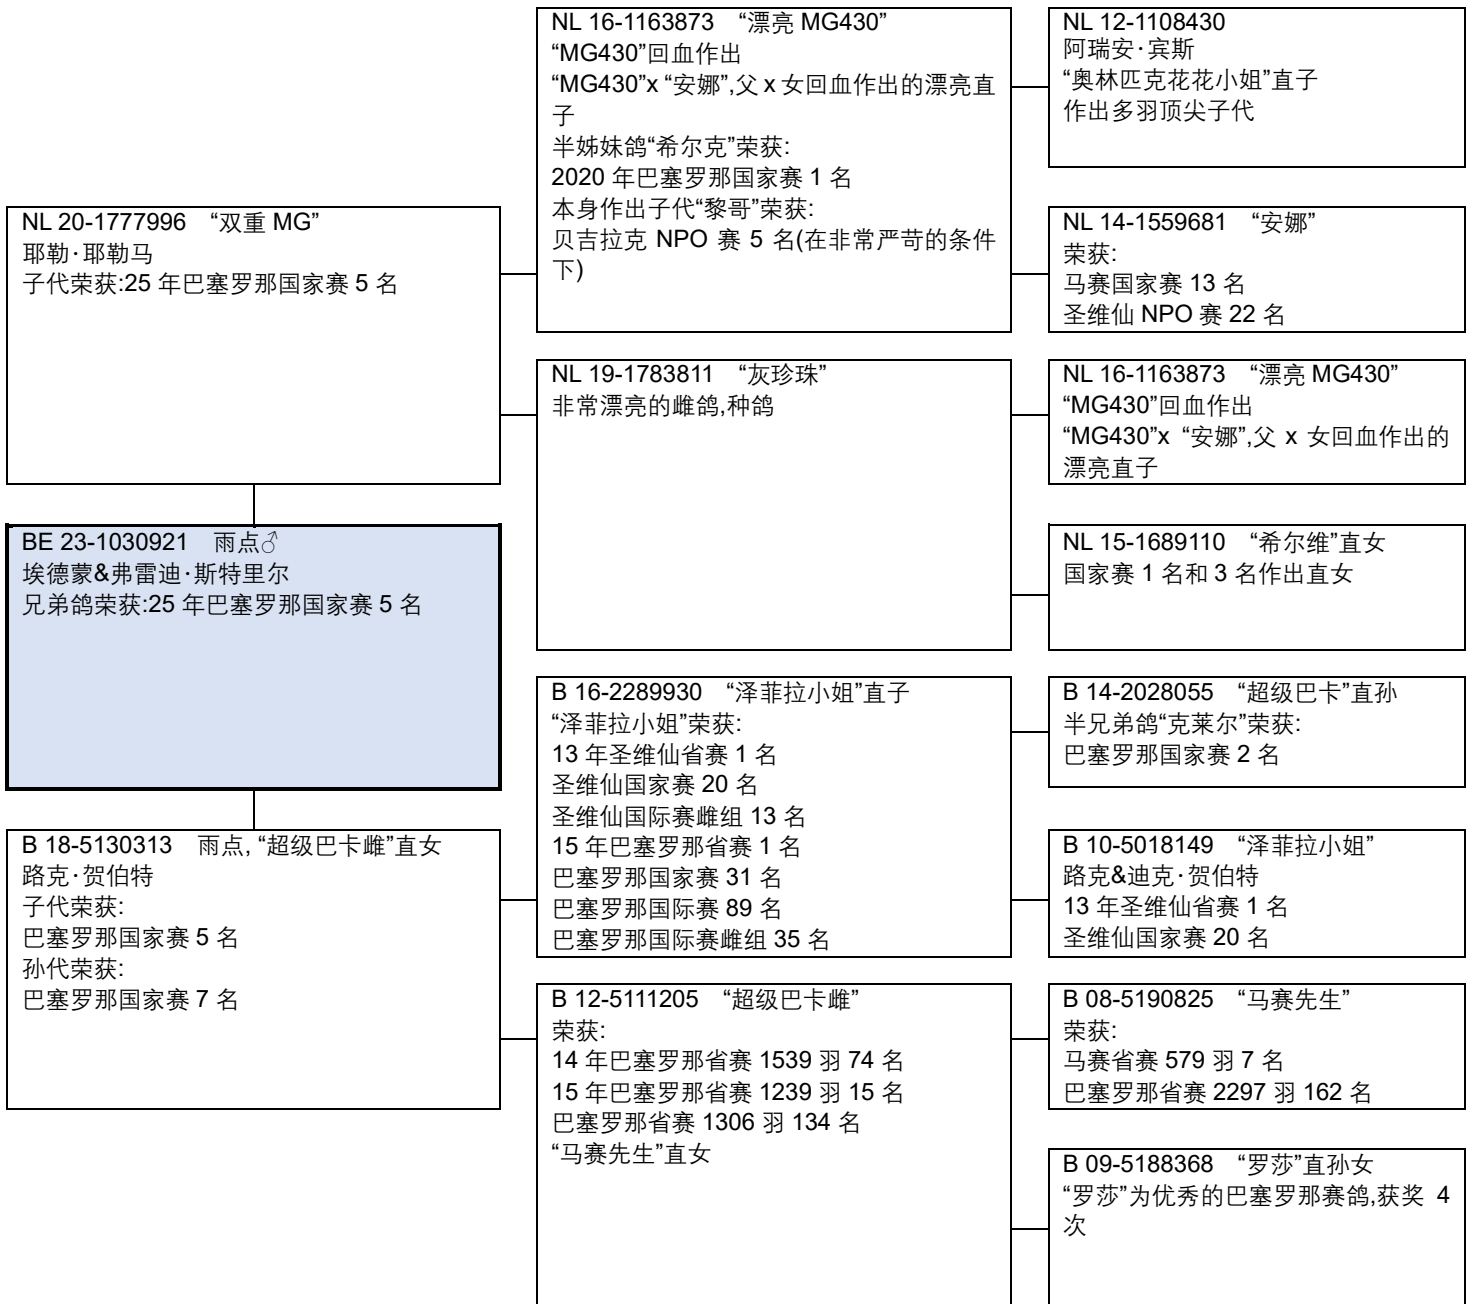 NL 20-1777996 “双重 MG”
耶勒·耶勒马
子代荣获:25 年巴塞罗那国家赛 5 名
BE 23-1030921 雨点♂
埃德蒙&弗雷迪·斯特里尔
兄弟鸽荣获:25 年巴塞罗那国家赛 5 名
B 18-5130313 雨点, “超级巴卡雌”直女
路克·贺伯特
子代荣获:
巴塞罗那国家赛 5 名
孙代荣获:
巴塞罗那国家赛 7 名
NL 16-1163873 “漂亮 MG430”
“MG430”回血作出
“MG430”x “安娜”,父 x 女回血作出的漂亮直
子
半姊妹鸽“希尔克”荣获:
2020 年巴塞罗那国家赛 1 名
本身作出子代“黎哥”荣获:
贝吉拉克 NPO 赛 5 名(在非常严苛的条件
下)
NL 19-1783811 “灰珍珠”
非常漂亮的雌鸽,种鸽
B 16-2289930 “泽菲拉小姐”直子
“泽菲拉小姐”荣获:
13 年圣维仙省赛 1 名
圣维仙国家赛 20 名
圣维仙国际赛雌组 13 名
15 年巴塞罗那省赛 1 名
巴塞罗那国家赛 31 名
巴塞罗那国际赛 89 名
巴塞罗那国际赛雌组 35 名
B 12-5111205 “超级巴卡雌”
荣获:
14 年巴塞罗那省赛 1539 羽 74 名
15 年巴塞罗那省赛 1239 羽 15 名
巴塞罗那省赛 1306 羽 134 名
“马赛先生”直女
NL 12-1108430
阿瑞安·宾斯
“奥林匹克花花小姐”直子
作出多羽顶尖子代
NL 14-1559681 “安娜”
荣获:
马赛国家赛 13 名
圣维仙 NPO 赛 22 名
NL 16-1163873 “漂亮 MG430”
“MG430”回血作出
“MG430”x “安娜”,父 x 女回血作出的
漂亮直子
NL 15-1689110 “希尔维”直女
国家赛 1 名和 3 名作出直女
B 14-2028055 “超级巴卡”直孙
半兄弟鸽“克莱尔”荣获:
巴塞罗那国家赛 2 名
B 10-5018149 “泽菲拉小姐”
路克&迪克·贺伯特
13 年圣维仙省赛 1 名
圣维仙国家赛 20 名
B 08-5190825 “马赛先生”
荣获:
马赛省赛 579 羽 7 名
巴塞罗那省赛 2297 羽 162 名
B 09-5188368 “罗莎”直孙女
“罗莎”为优秀的巴塞罗那赛鸽,获奖 4
次